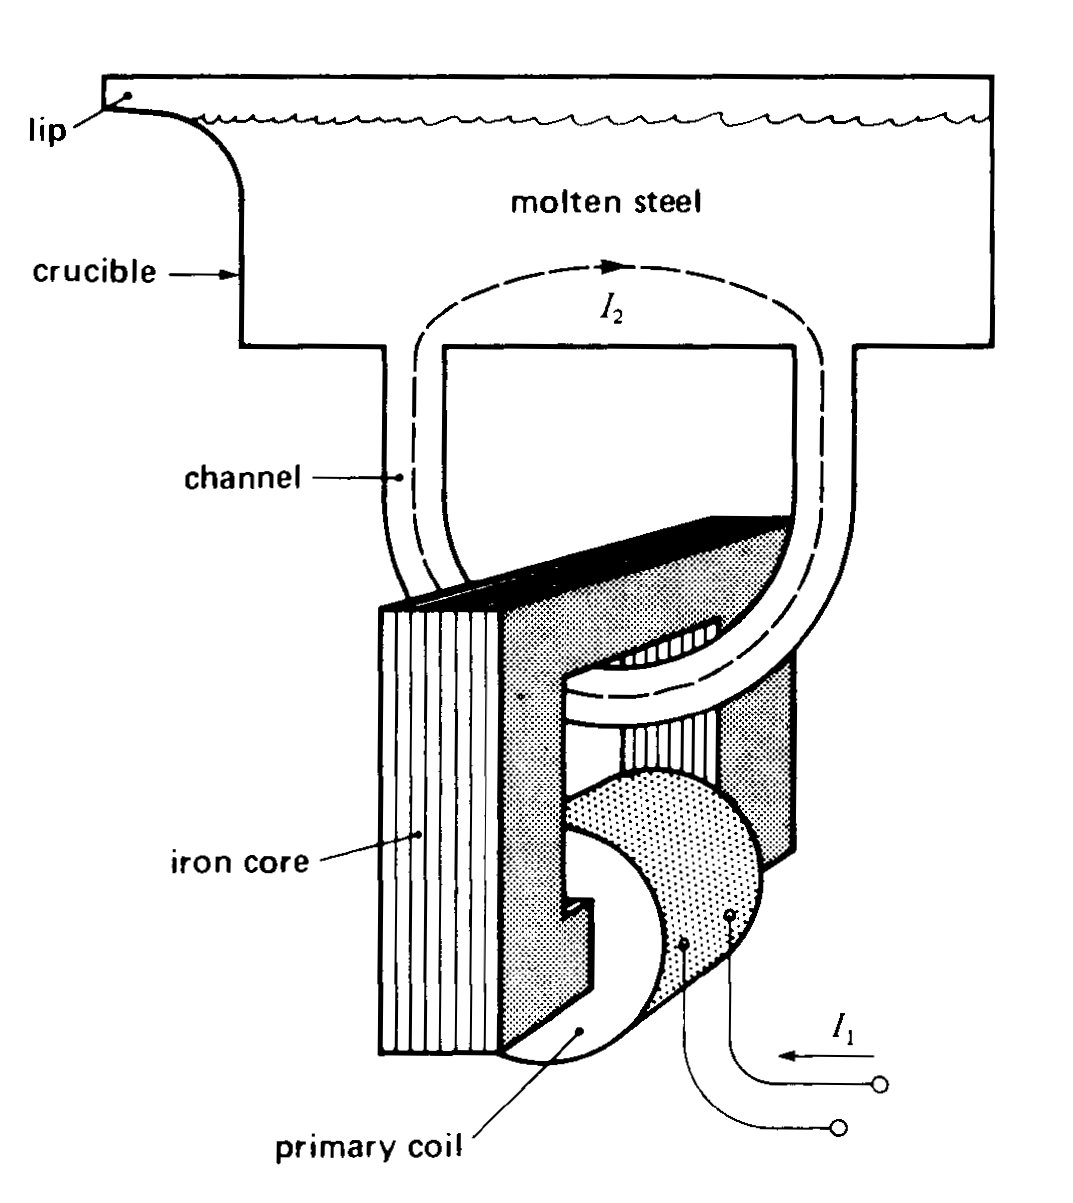 lip
molten steel
crucible
I₂
channel
iron core
I₁
primary coil